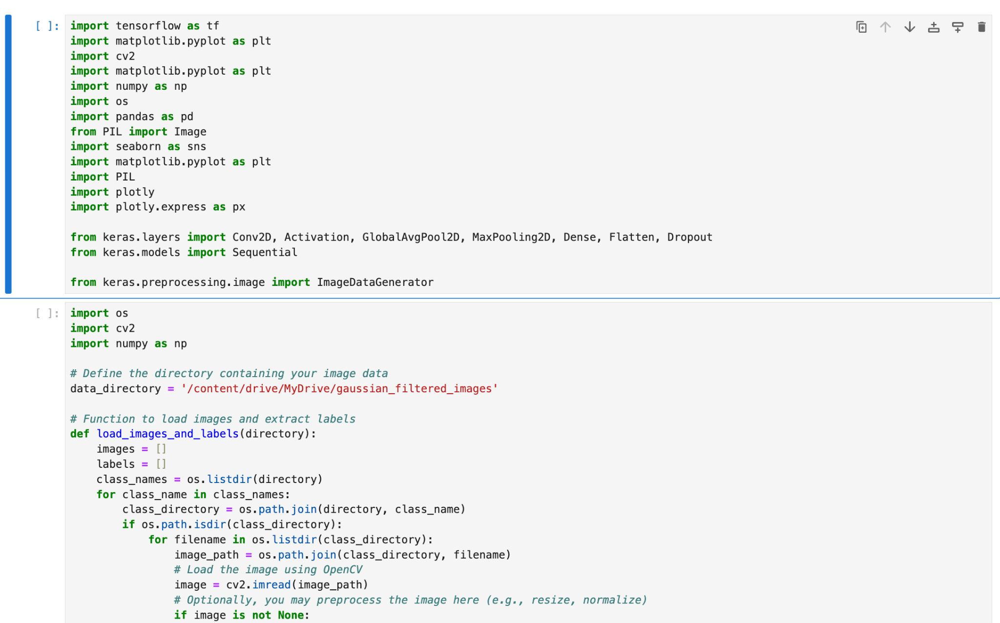 [ ]: import tensorflow as tf
import matplotlib.pyplot as plt
import cv2
import matplotlib.pyplot as plt
import numpy as np
import os
import pandas as pd
from PIL import Image
import seaborn as sns
import matplotlib.pyplot as plt
import PIL
import plotly
import plotly.express as px

from keras.layers import Conv2D, Activation, GlobalAvgPool2D, MaxPooling2D, Dense, Flatten, Dropout
from keras.models import Sequential

from keras.preprocessing.image import ImageDataGenerator
[ ]: import os
import cv2
import numpy as np

# Define the directory containing your image data
data_directory = '/content/drive/MyDrive/gaussian_filtered_images'

# Function to load images and extract labels
def load_images_and_labels(directory):
    images = []
    labels = []
    class_names = os.listdir(directory)
    for class_name in class_names:
        class_directory = os.path.join(directory, class_name)
        if os.path.isdir(class_directory):
            for filename in os.listdir(class_directory):
                image_path = os.path.join(class_directory, filename)
                # Load the image using OpenCV
                image = cv2.imread(image_path)
                # Optionally, you may preprocess the image here (e.g., resize, normalize)
                if image is not None: